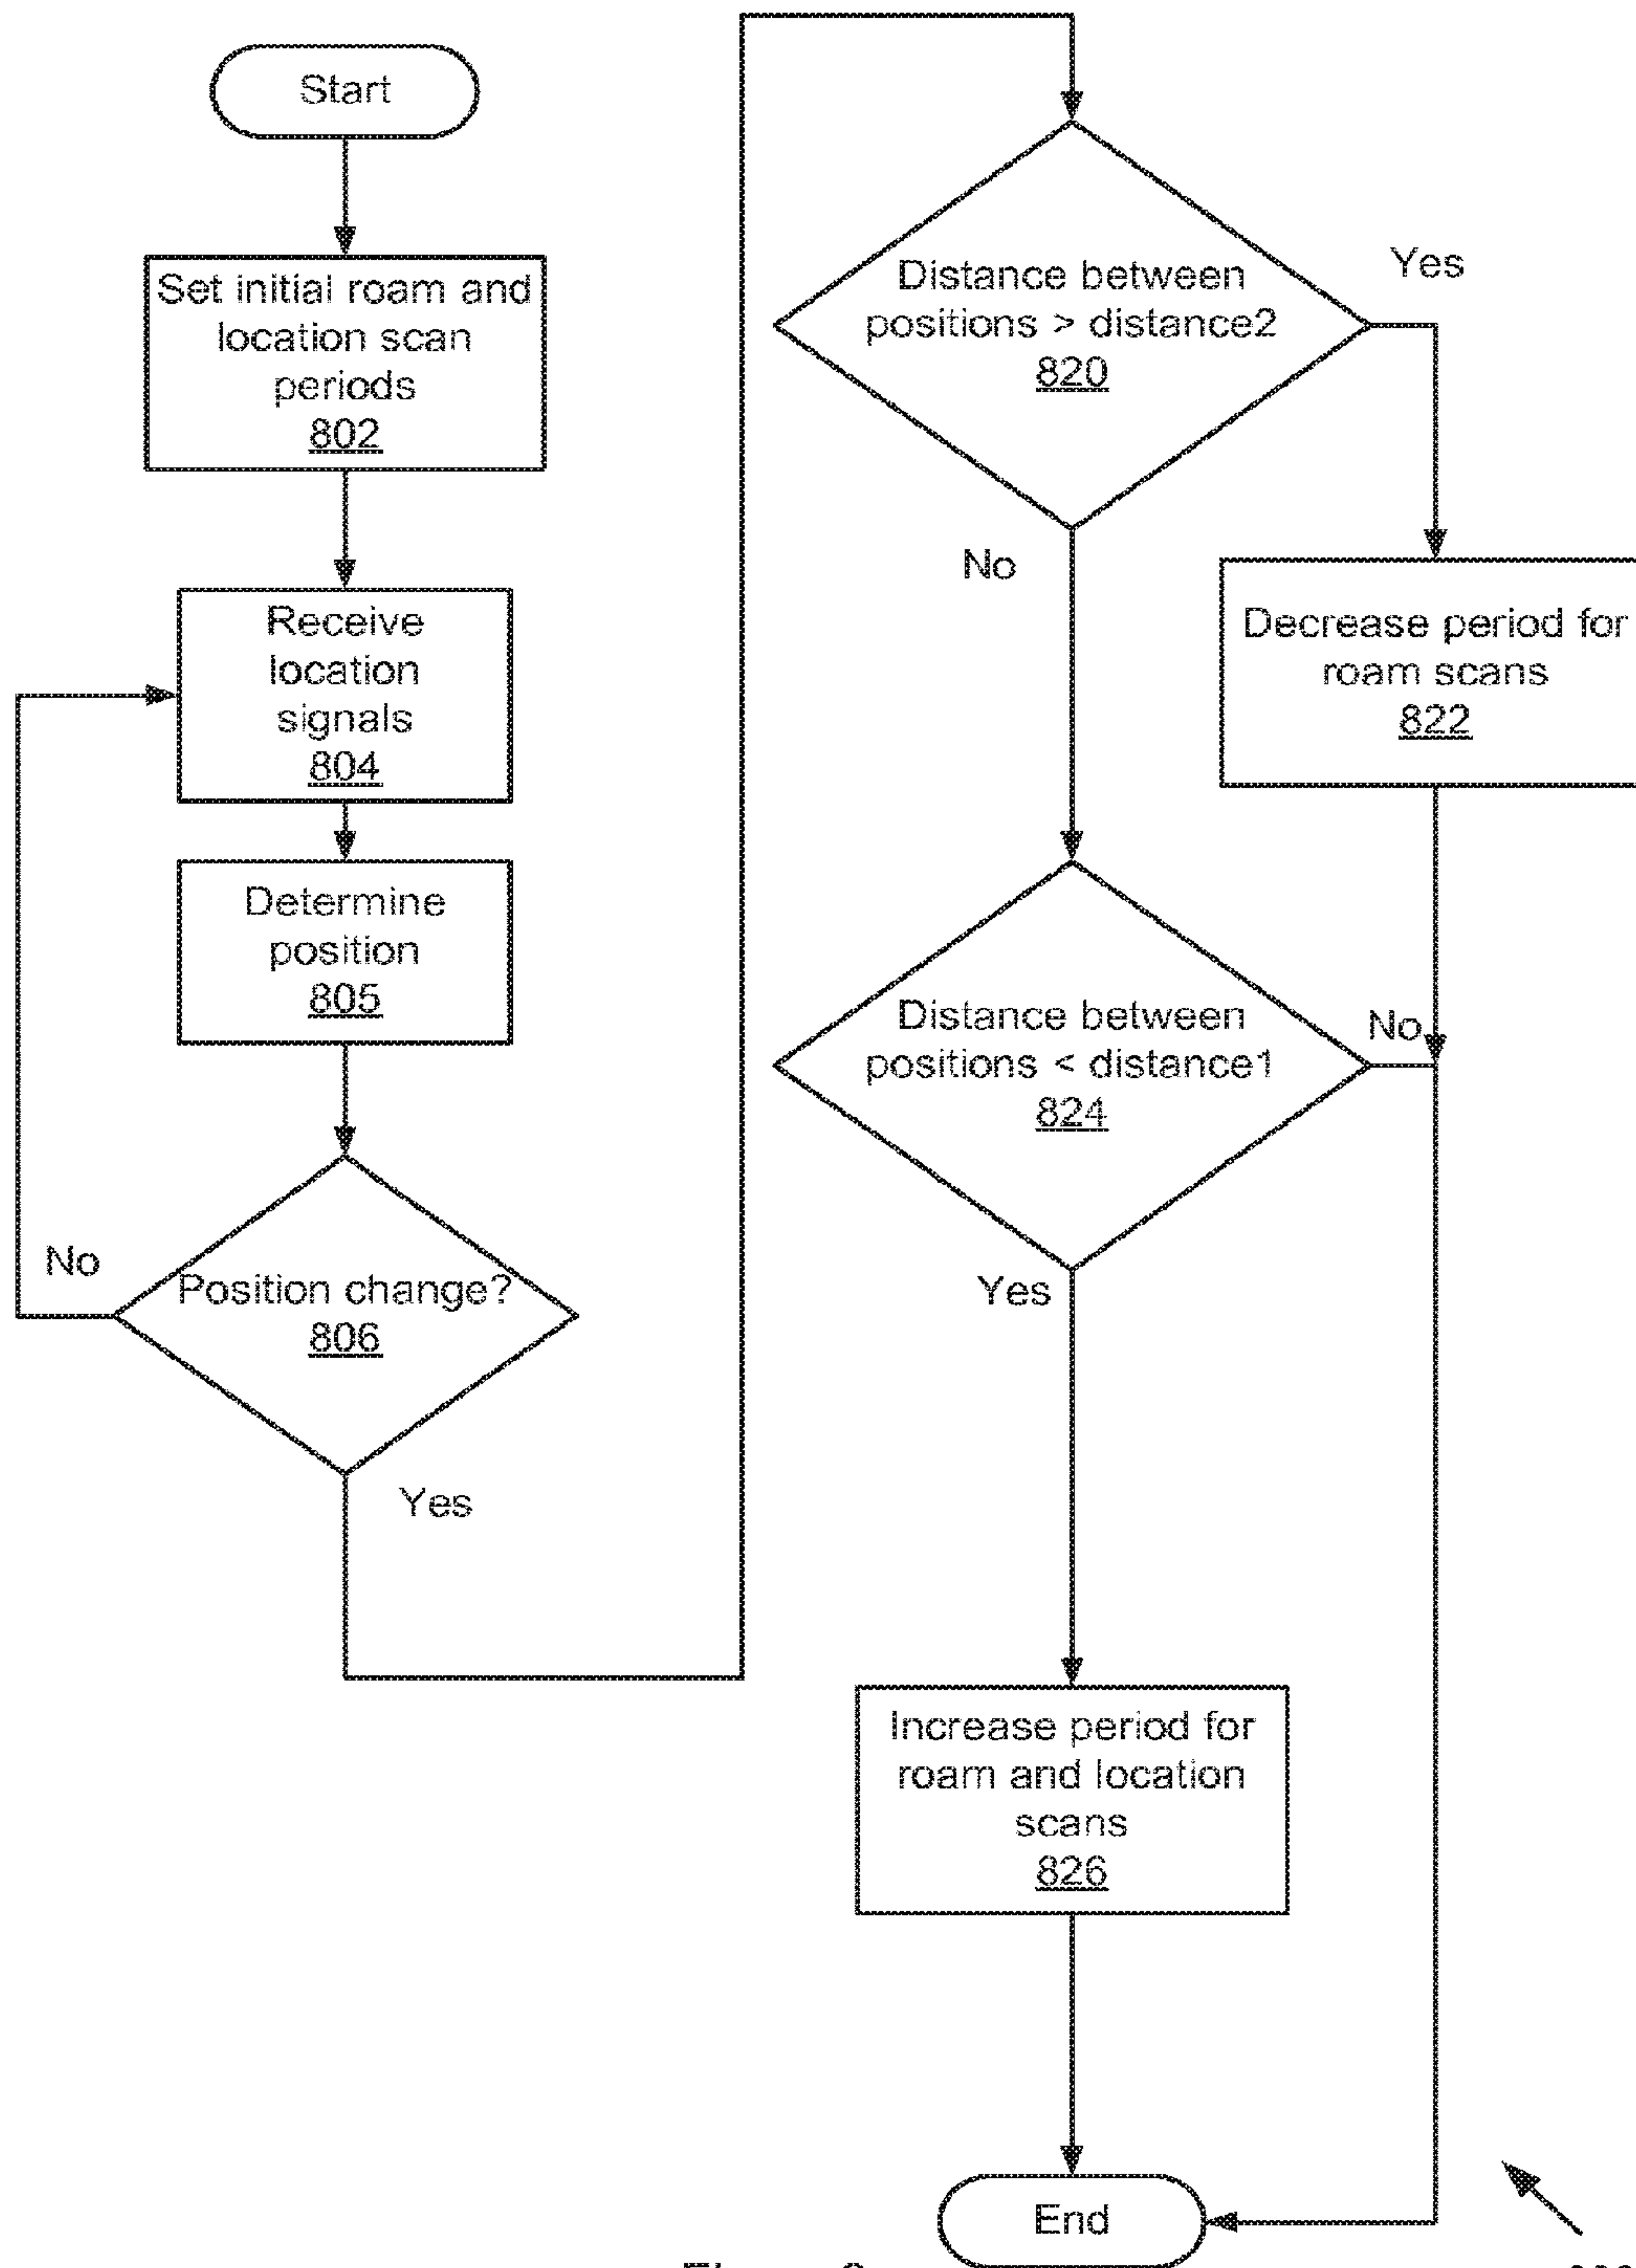 Start
Set initial roam and
location scan
periods
802
Receive
location
signals
804
Determine
position
805
No
Position change?
806
Yes
Distance between
positions > distance2
820
Yes
No
Decrease period for
roam scans
822
Distance between
positions < distance1
824
No
Yes
Increase period for
roam and location
scans
826
End